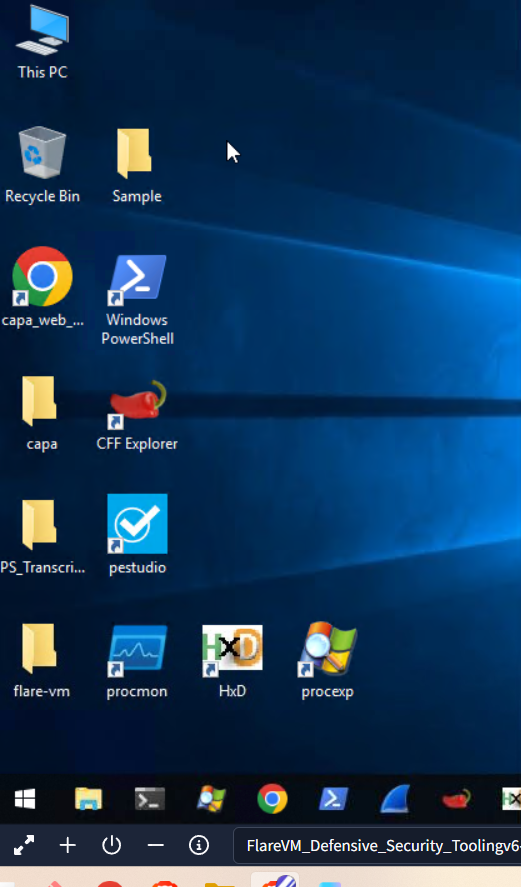 This PC
Recycle Bin
Sample
capa_web_...
Windows
PowerShell
capa
CFF Explorer
PS_Transcri...
pestudio
flare-vm
procmon
HxD
HxD
procexp
FlareVM_Defensive_Security_Toolingv6